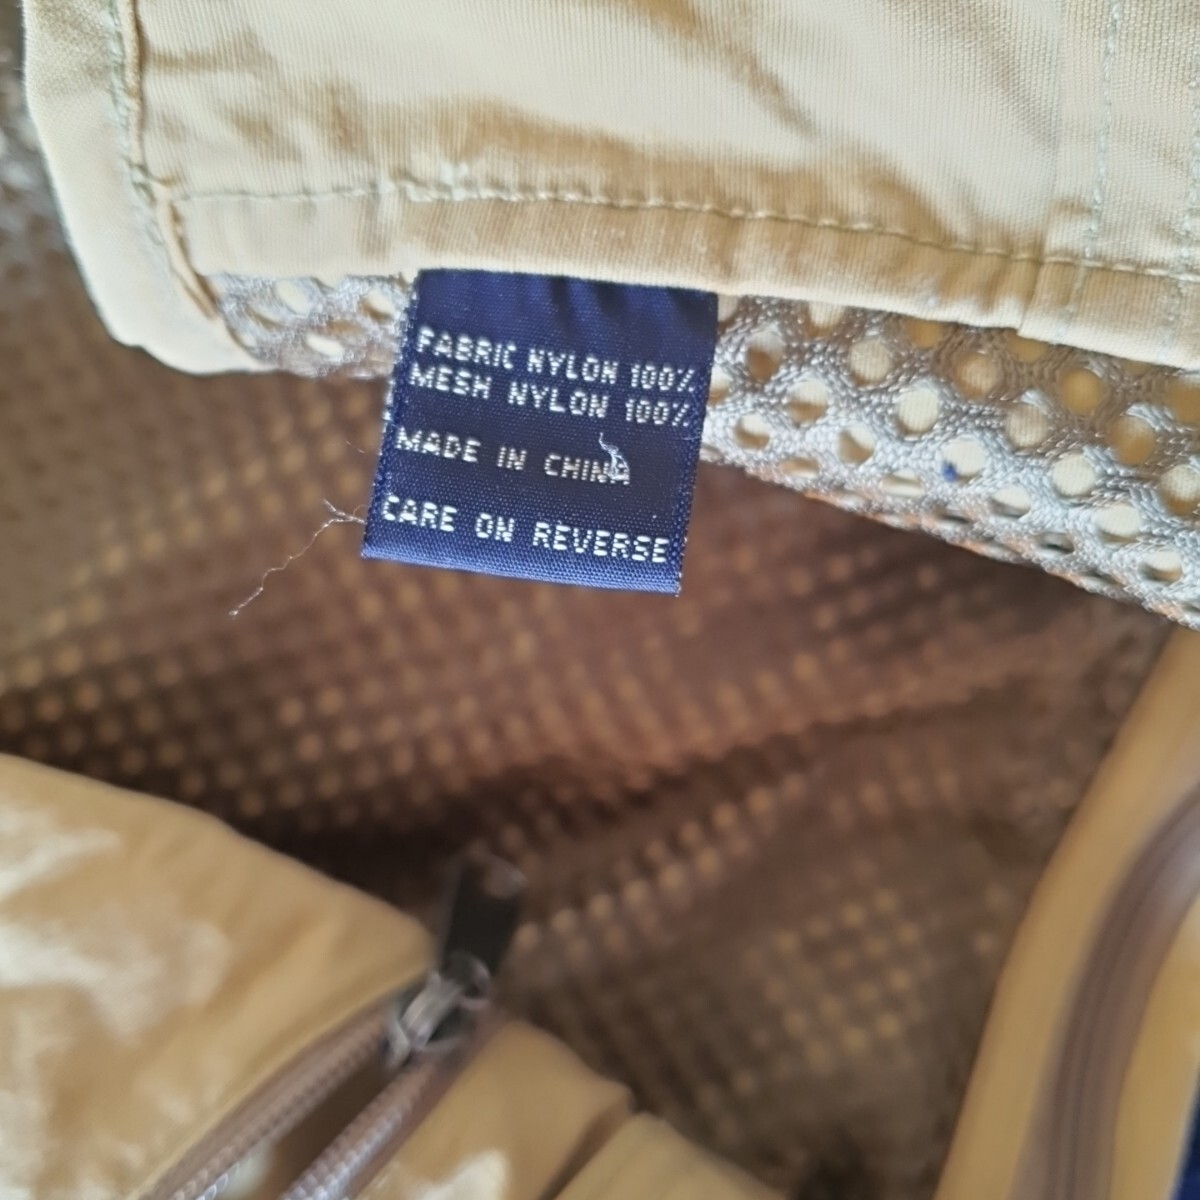 FABRIC NYLON 100%
MESH NYLON 100%
MADE IN CHINA
CARE ON REVERSE